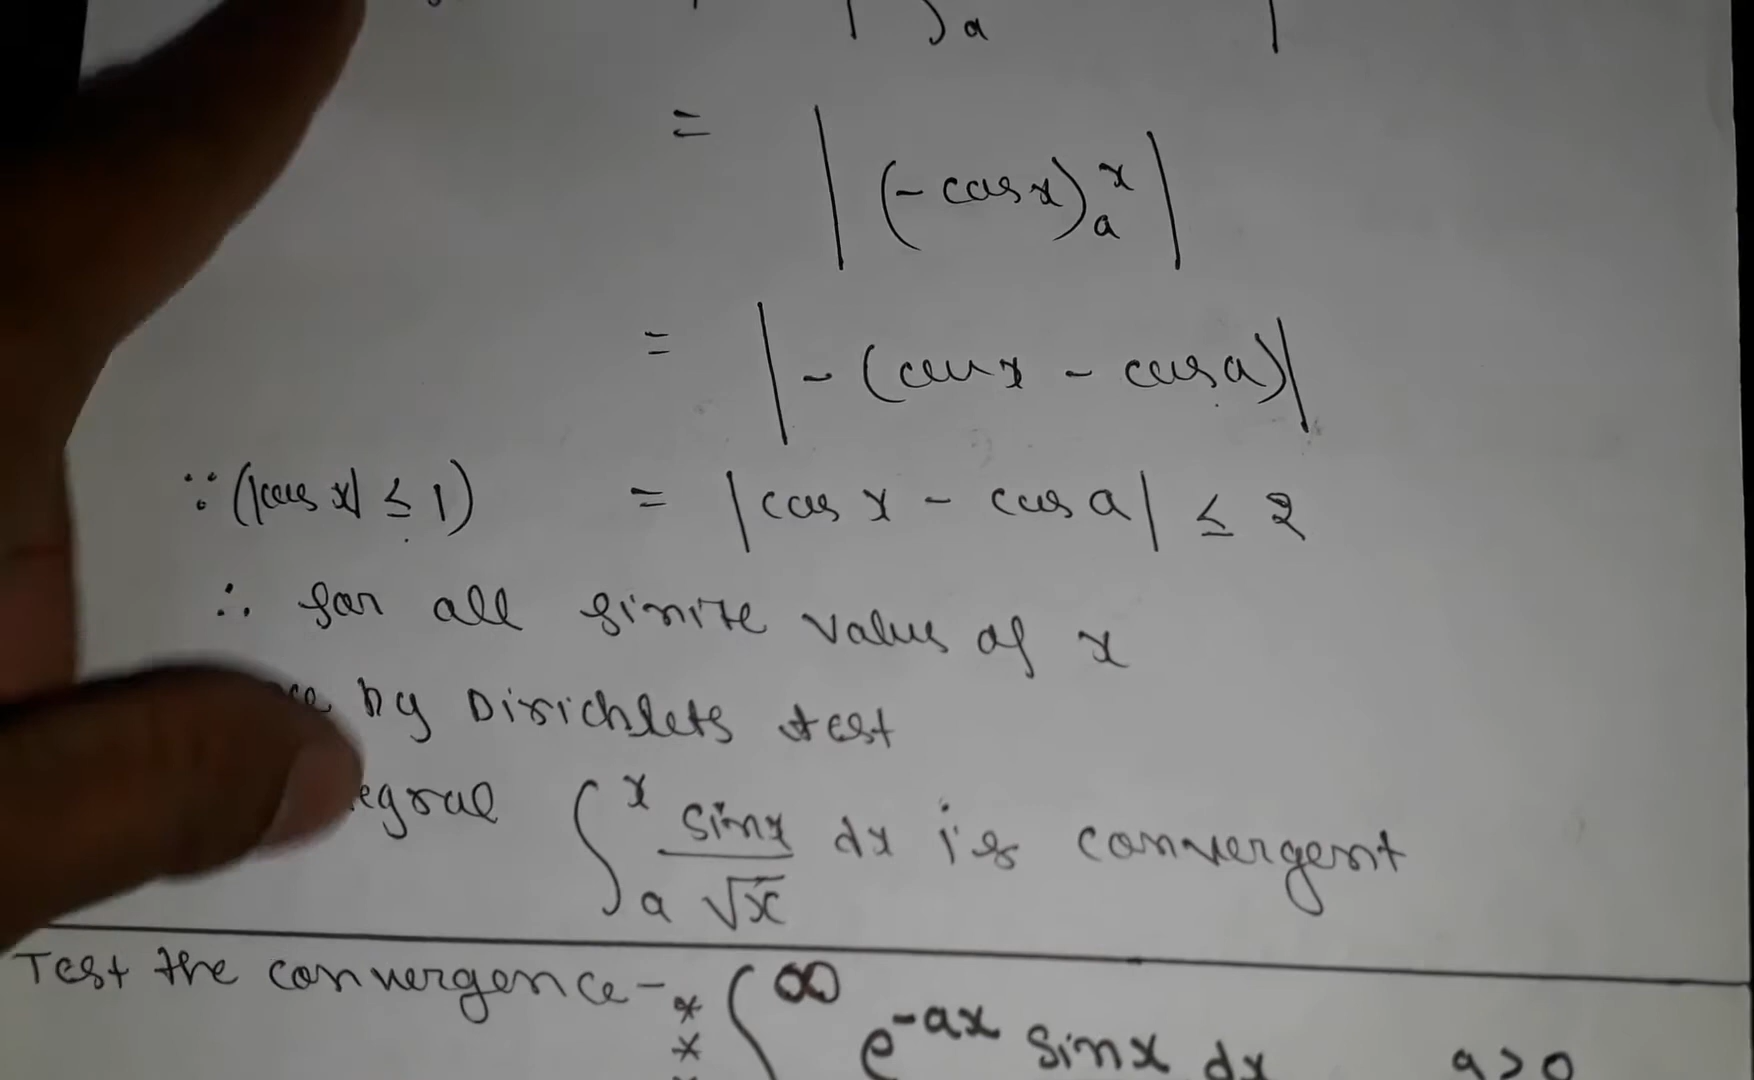 | ∫a |
= | (- cos x)ₐˣ |
= | - (cos x - cos a) |
∵ (|cos x| ≤ 1) = | cos x - cos a | ≤ 2
∴ for all finite value of x
by Dirichlets test
egral ∫ₐˣ sin x / √x dx is convergent
Test the convergence - ** ∫ ∞ e^-ax sin x dx a>0